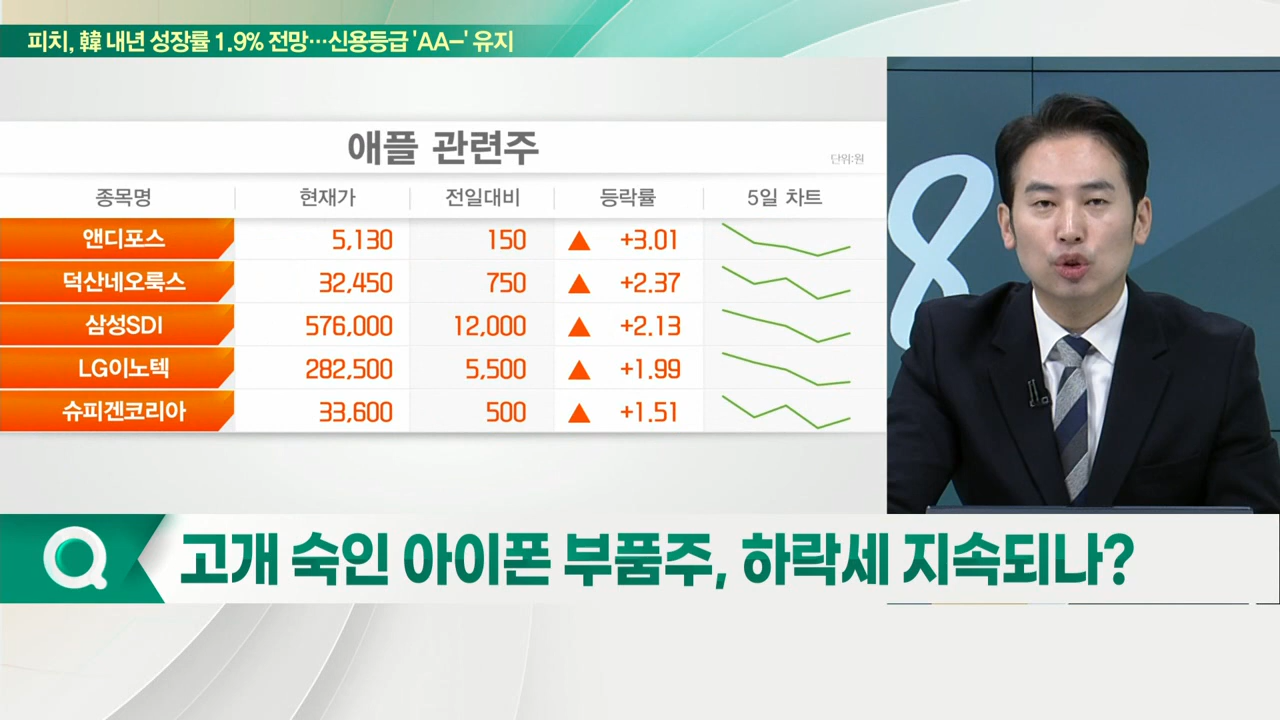 피치, 韓 내년 성장률 1.9% 전망…신용등급 'AA-' 유지
애플 관련주
단위:원
종목명 현재가 전일대비 등락률 5일 차트
앤디포스 5,130 150 ▲ +3.01
덕산네오룩스 32,450 750 ▲ +2.37
삼성SDI 576,000 12,000 ▲ +2.13
LG이노텍 282,500 5,500 ▲ +1.99
슈피겐코리아 33,600 500 ▲ +1.51
8
Q 고개 숙인 아이폰 부품주, 하락세 지속되나?